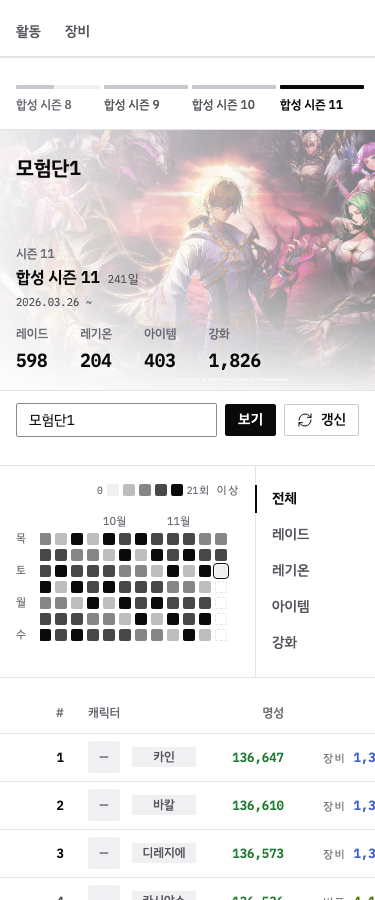 활동 장비
합성 시즌 8 합성 시즌 9 합성 시즌 10 합성 시즌 11
모험단1
시즌 11
합성 시즌 11 241일
2026.03.26 ~
레이드 레기온 아이템 강화
598 204 403 1,826
모험단1 보기 갱신
0 21회 이상
10월 11월
목
토
월
수
전체
레이드
레기온
아이템
강화
# 캐릭터 명성
1 — 카인 136,647 장비 1,3
2 — 바칼 136,610 장비 1,3
3 — 디레지에 136,573 장비 1,3